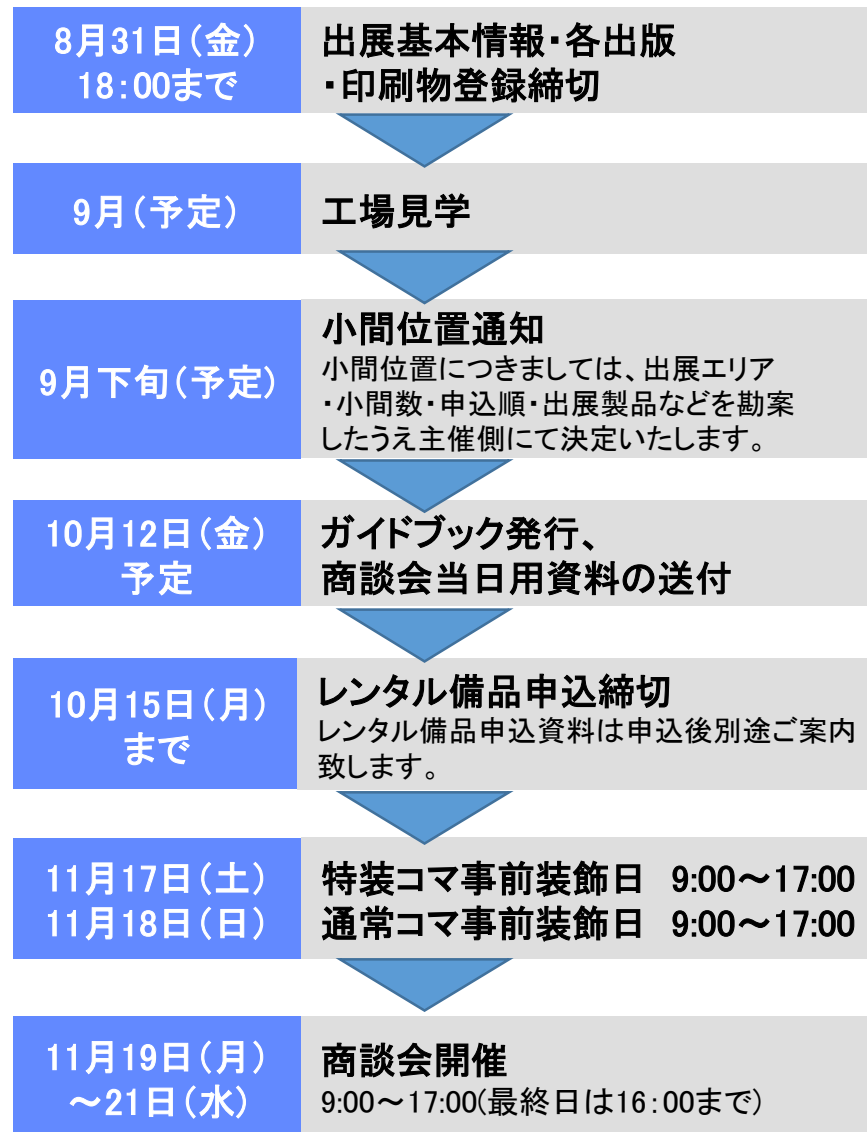 8月31日(金)
18:00まで
出展基本情報・各出版
・印刷物登録締切
9月(予定)
工場見学
9月下旬(予定)
小間位置通知
小間位置につきましては、出展エリア
・小間数・申込順・出展製品などを勘案
したうえ主催側にて決定いたします。
10月12日(金)
予定
ガイドブック発行、
商談会当日用資料の送付
10月15日(月)
まで
レンタル備品申込締切
レンタル備品申込資料は申込後別途ご案内
致します。
11月17日(土)
11月18日(日)
特装コマ事前装飾日 9:00~17:00
通常コマ事前装飾日 9:00~17:00
11月19日(月)
~21日(水)
商談会開催
9:00~17:00(最終日は16:00まで)